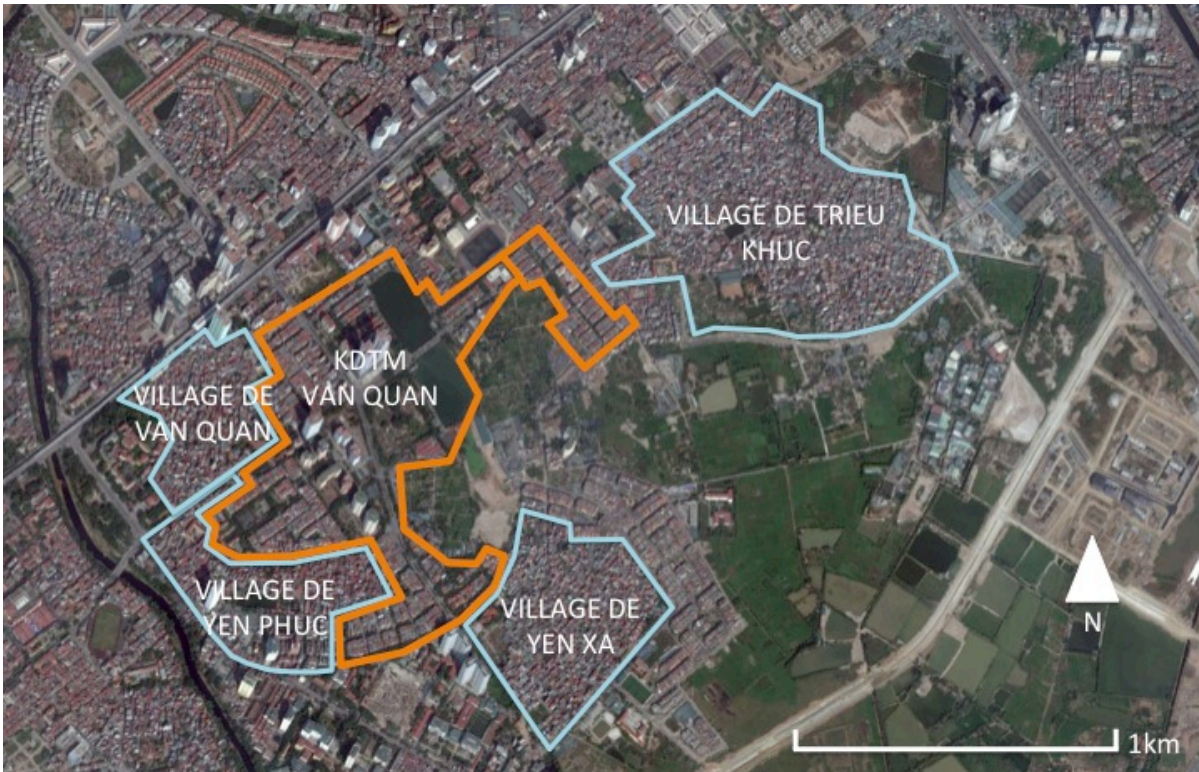 VILLAGE DE TRIEU
KHUC
KDTM
VAN QUAN
VILLAGE DE
VAN QUAN
VILLAGE DE
YEN PHUC
VILLAGE DE
YEN XA
N
1km